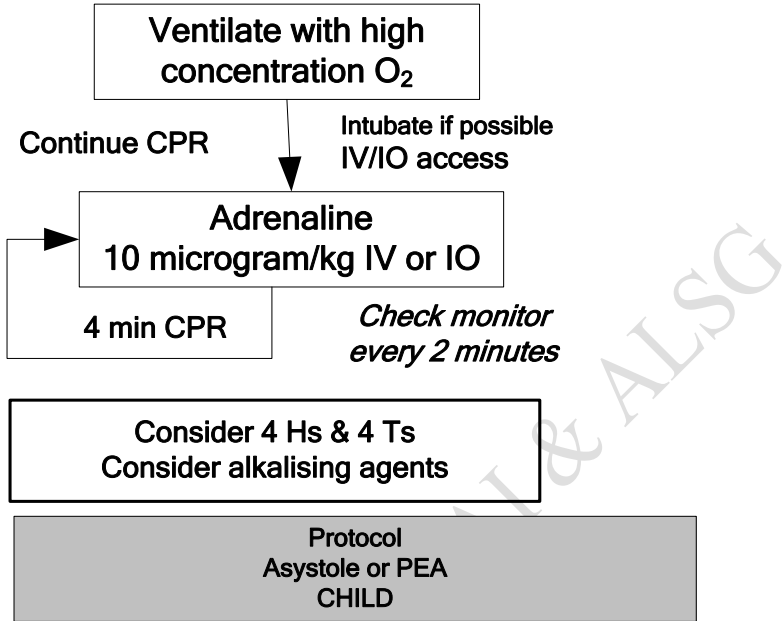 Ventilate with high
concentration O₂
Continue CPR
Intubate if possible
IV/IO access
Adrenaline
10 microgram/kg IV or IO
4 min CPR
Check monitor
every 2 minutes
Consider 4 Hs & 4 Ts
Consider alkalising agents
& ALSG
Protocol
Asystole or PEA
CHILD